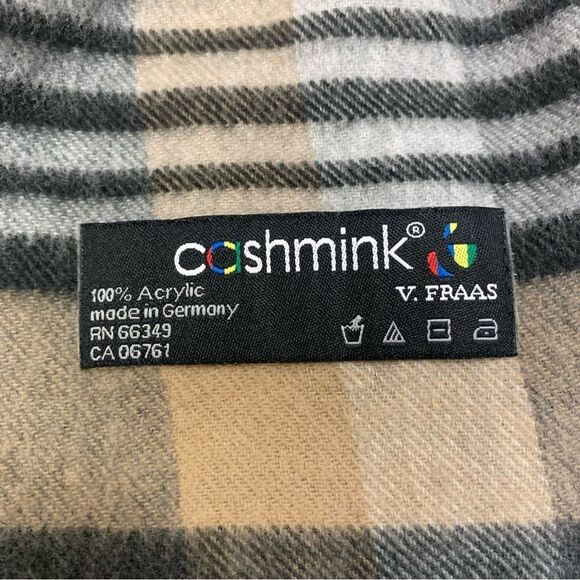 cashmink®
V. FRAAS
100% Acrylic
made in Germany
RN 66349
CA 06761